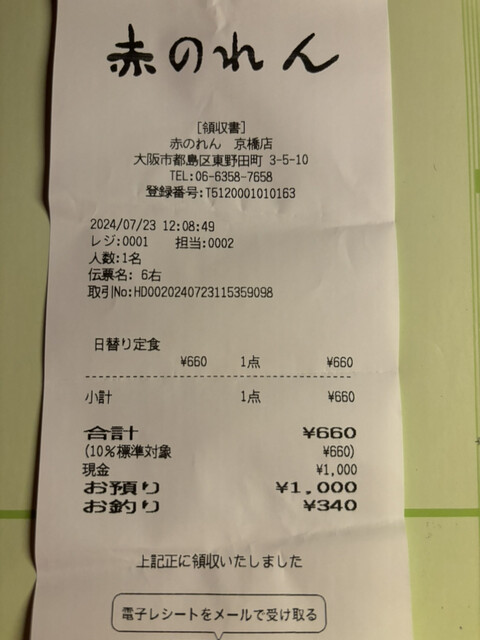 赤のれん
[領収書]
赤のれん 京橋店
大阪市都島区東野田町 3-5-10
TEL:06-6358-7658
登録番号:T5120001010163
2024/07/23 12:08:49
レジ:0001 担当:0002
人数:1名
伝票名: 6右
取引No:HD0020240723115359098
日替り定食
¥660 1点 ¥660
小計 1点 ¥660
合計 ¥660
(10%標準対象 ¥660)
現金 ¥1,000
お預り ¥1,000
お釣り ¥340
上記正に領収いたしました
電子レシートをメールで受け取る